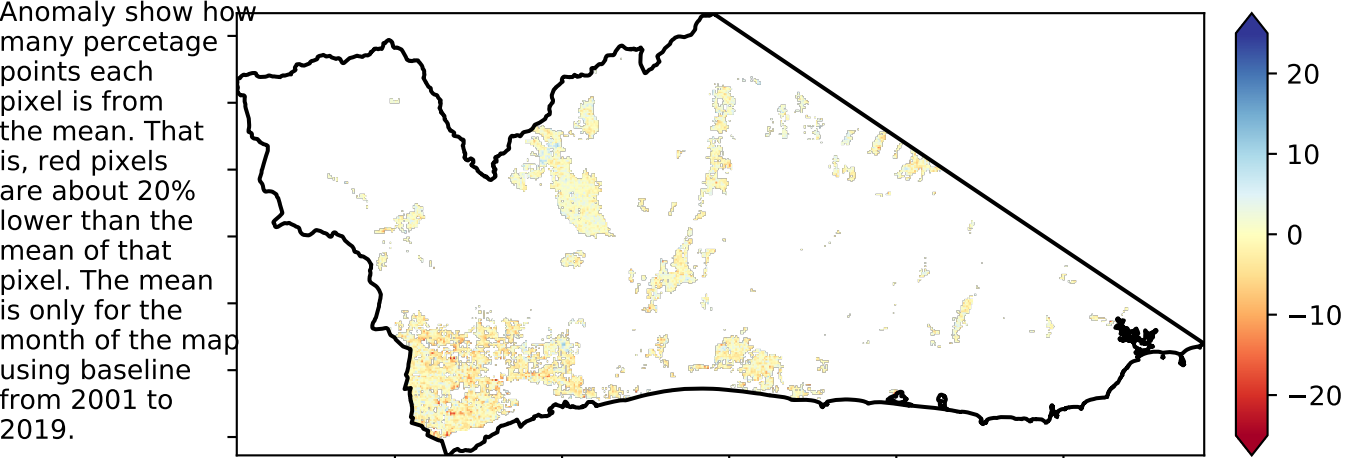 Anomaly show how
many percetage
points each
pixel is from
the mean. That
is, red pixels
are about 20%
lower than the
mean of that
pixel. The mean
is only for the
month of the map
using baseline
from 2001 to
2019.
20
10
0
−10
−20